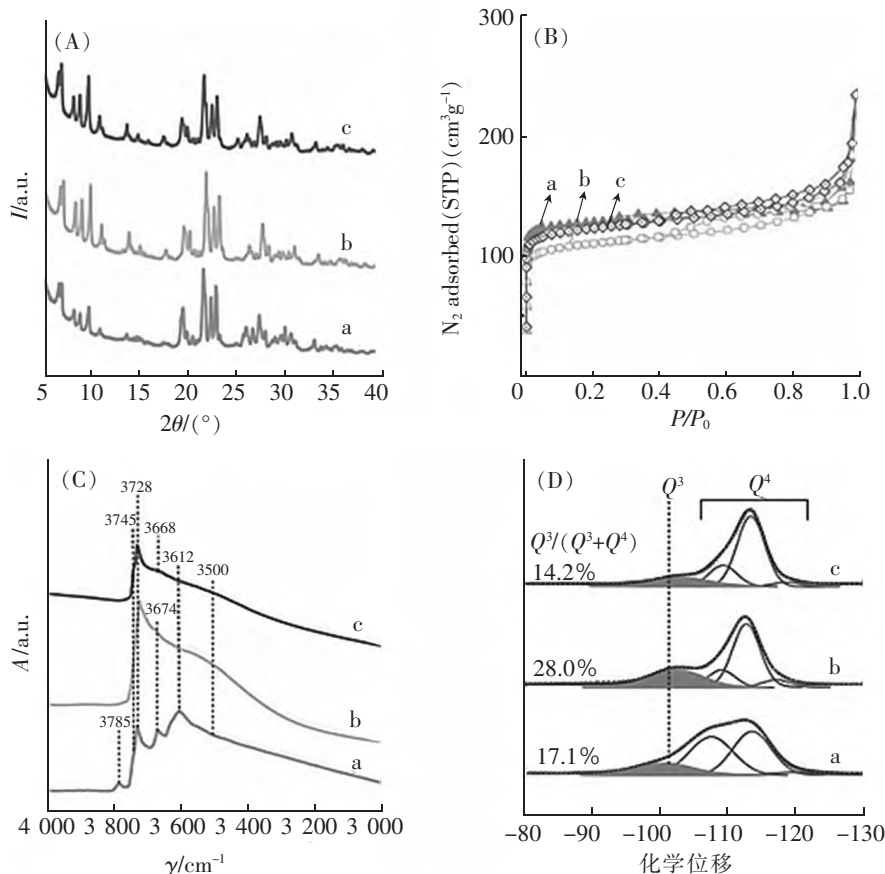 (A)
c
b
a
I/a.u.
5 10 15 20 25 30 35 40
2θ/(°)
(B)
300
200
100
a b c
N₂ adsorbed (STP) (cm³g⁻¹)
0 0.2 0.4 0.6 0.8 1.0
P/P₀
(C)
3728
3745
3668
3612
3500
3674
3785
c
b
a
A/a.u.
4 000 3 800 3 600 3 400 3 200 3 000
γ/cm⁻¹
(D)
Q³ Q⁴
Q³/(Q³+Q⁴)
14.2% c
28.0% b
17.1% a
-80 -90 -100 -110 -120 -130
化学位移